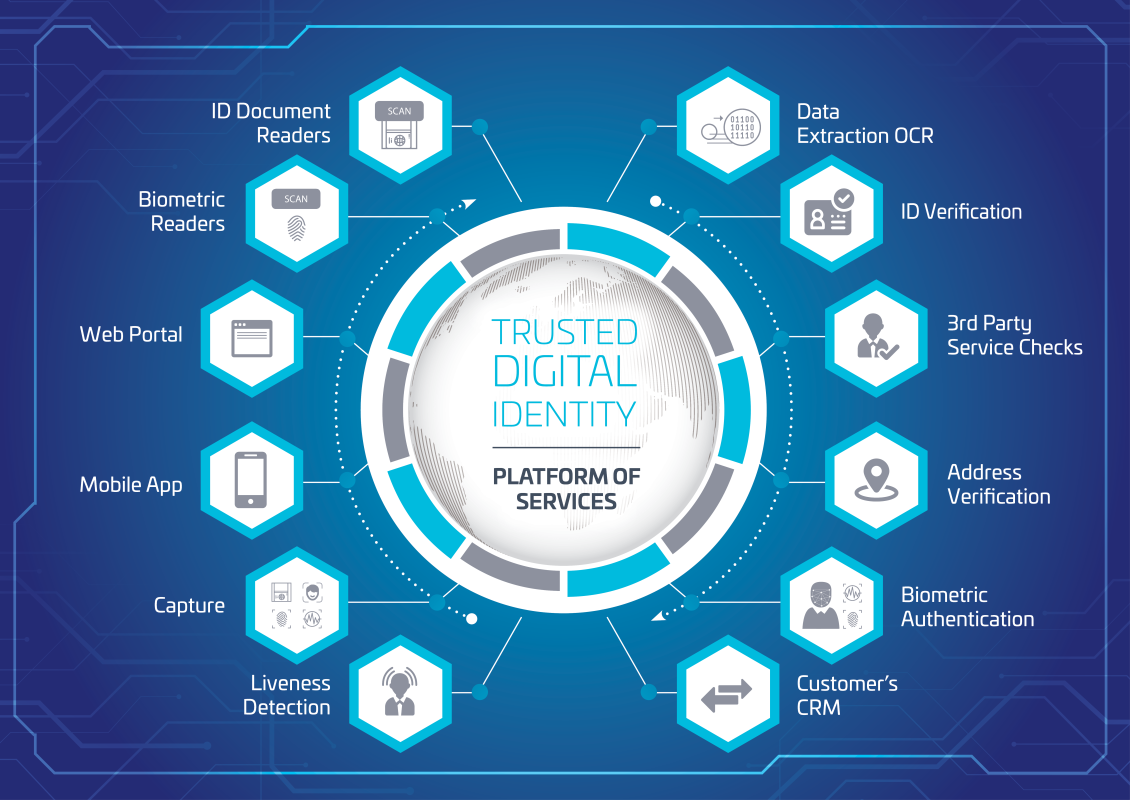 ID Document
Readers
SCAN
Biometric
Readers
SCAN
Web Portal
Mobile App
Capture
Liveness
Detection
TRUSTED
DIGITAL
IDENTITY
PLATFORM OF
SERVICES
01100
10110
11110
Data
Extraction OCR
ID Verification
3rd Party
Service Checks
Address
Verification
Biometric
Authentication
Customer’s
CRM